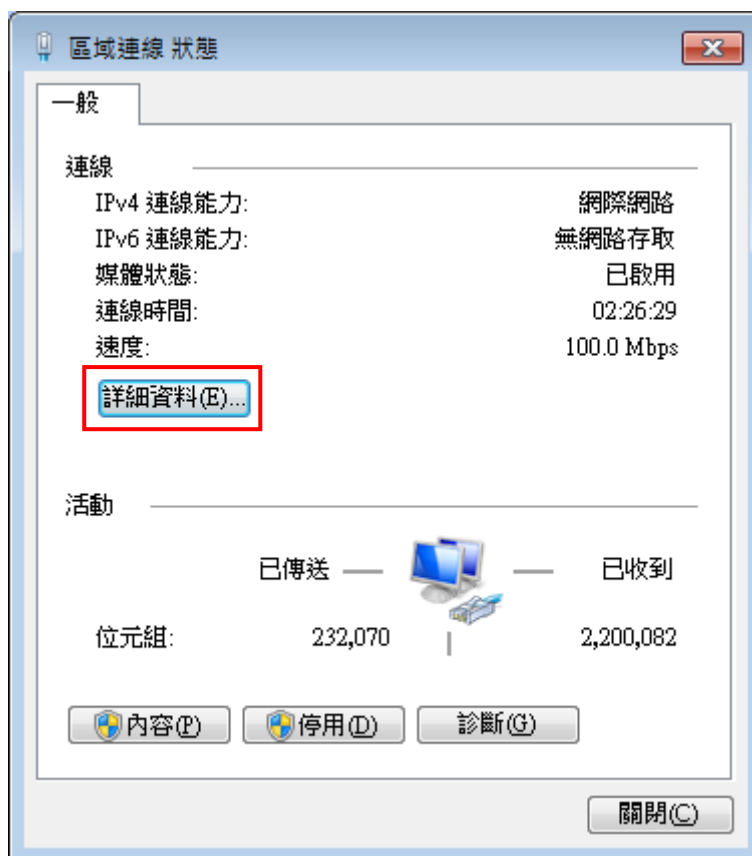 區域連線 狀態
一般
連線
IPv4 連線能力: 網際網路
IPv6 連線能力: 無網路存取
媒體狀態: 已啟用
連線時間: 02:26:29
速度: 100.0 Mbps
詳細資料(E)...
活動
已傳送 已收到
位元組: 232,070 2,200,082
內容(P) 停用(D) 診斷(G)
關閉(C)